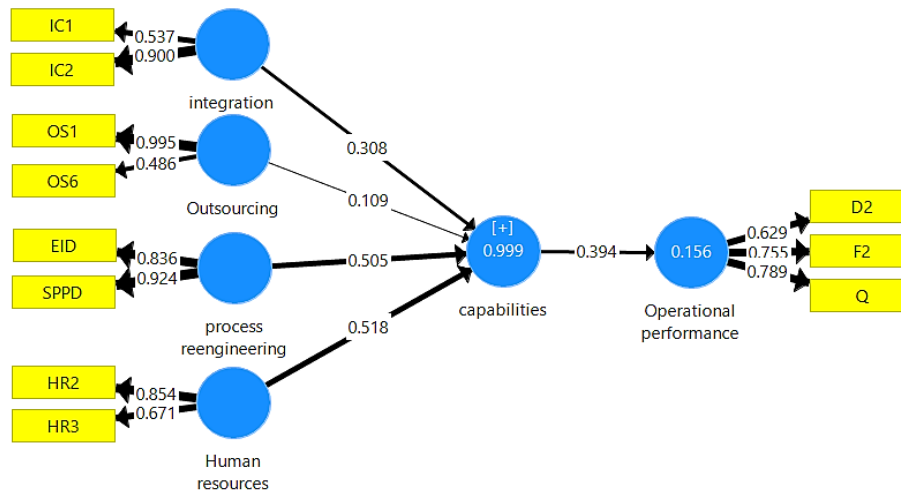 IC1
0.537
0.900
IC2
integration
0.308
OS1
0.995
0.486
OS6
Outsourcing
0.109
[+]
0.999
capabilities
0.394
0.156
Operational
performance
D2
0.629
0.755
F2
0.789
Q
EID
0.836
0.924
SPPD
0.505
process
reengineering
0.518
HR2
0.854
0.671
HR3
Human
resources